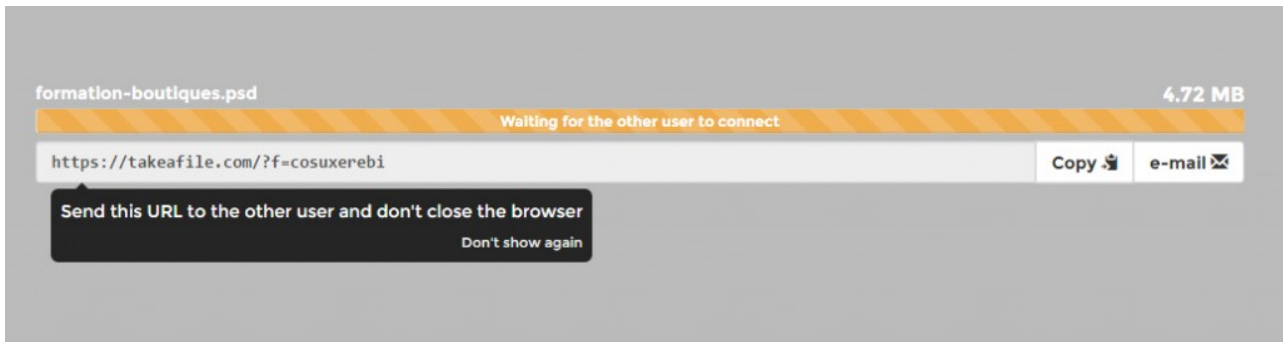 formation-boutiques.psd 4.72 MB
Waiting for the other user to connect
https://takeafile.com/?f=cosuxerebi Copy e-mail
Send this URL to the other user and don't close the browser
Don't show again